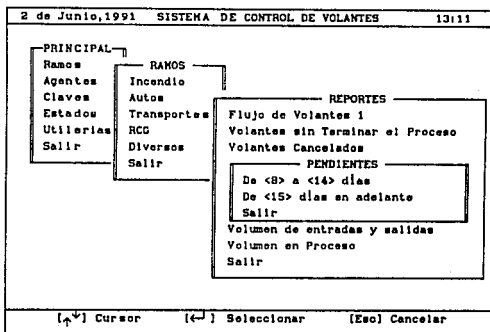 2 de Junio,1991 SISTEMA DE CONTROL DE VOLANTES 13:11
PRINCIPAL
Ramos
Agentes
Claves
Estados
Utilerias
Salir
RAMOS
Incendio
Autos
Transportes
RCG
Diversos
Salir
REPORTES
Flujo de Volantes 1
Volantes sin Terminar el Proceso
Volantes Cancelados
PENDIENTES
De <8> a <14> días
De <15> días en adelante
Salir
Volumen de entradas y salidas
Volumen en Proceso
Salir
[↑↓] Cursor [←┘] Seleccionar [Esc] Cancelar